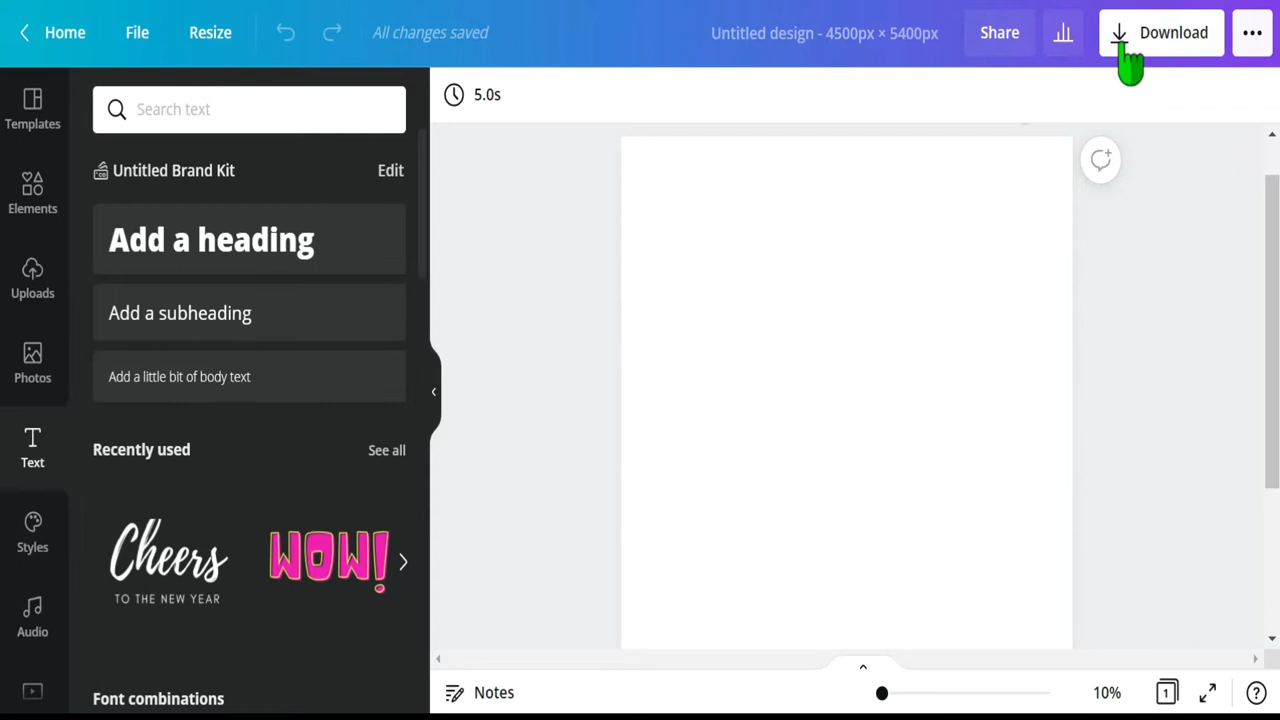 Home File Resize All changes saved Untitled design - 4500px × 5400px Share Download
Templates
Elements
Uploads
Photos
Text
Styles
Audio
Search text
Untitled Brand Kit Edit
Add a heading
Add a subheading
Add a little bit of body text
Recently used See all
Cheers
TO THE NEW YEAR
WOW!
Font combinations
5.0s
Notes 10% 1 ?